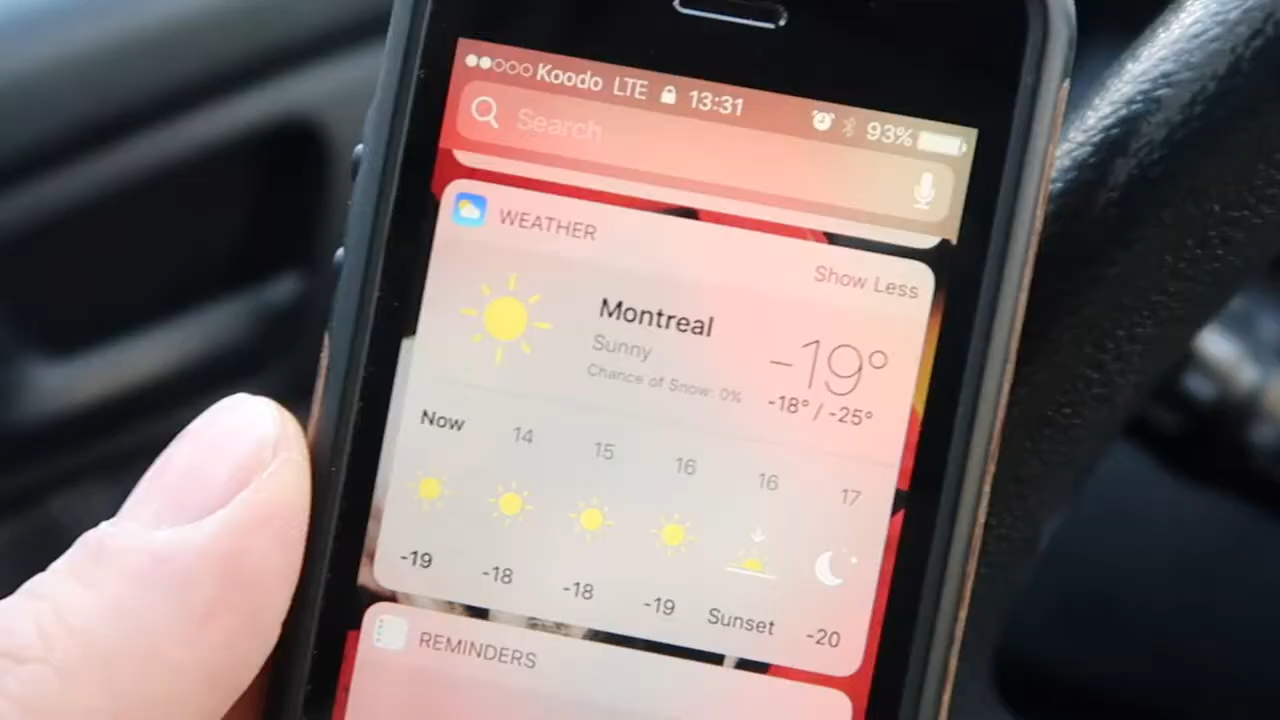 Koodo LTE 13:31 93%
Search
WEATHER
Show Less
Montreal
Sunny
Chance of Snow: 0%
-19°
-18° / -25°
Now 14 15 16 16 17
-19 -18 -18 -19 Sunset -20
REMINDERS